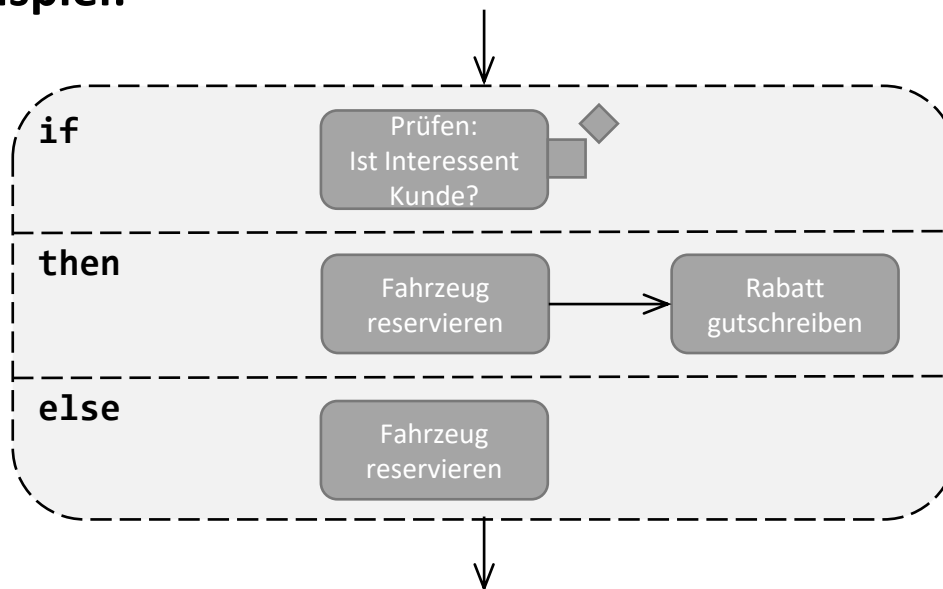 if
Prüfen:
Ist Interessent
Kunde?
then
Fahrzeug
reservieren
Rabatt
gutschreiben
else
Fahrzeug
reservieren